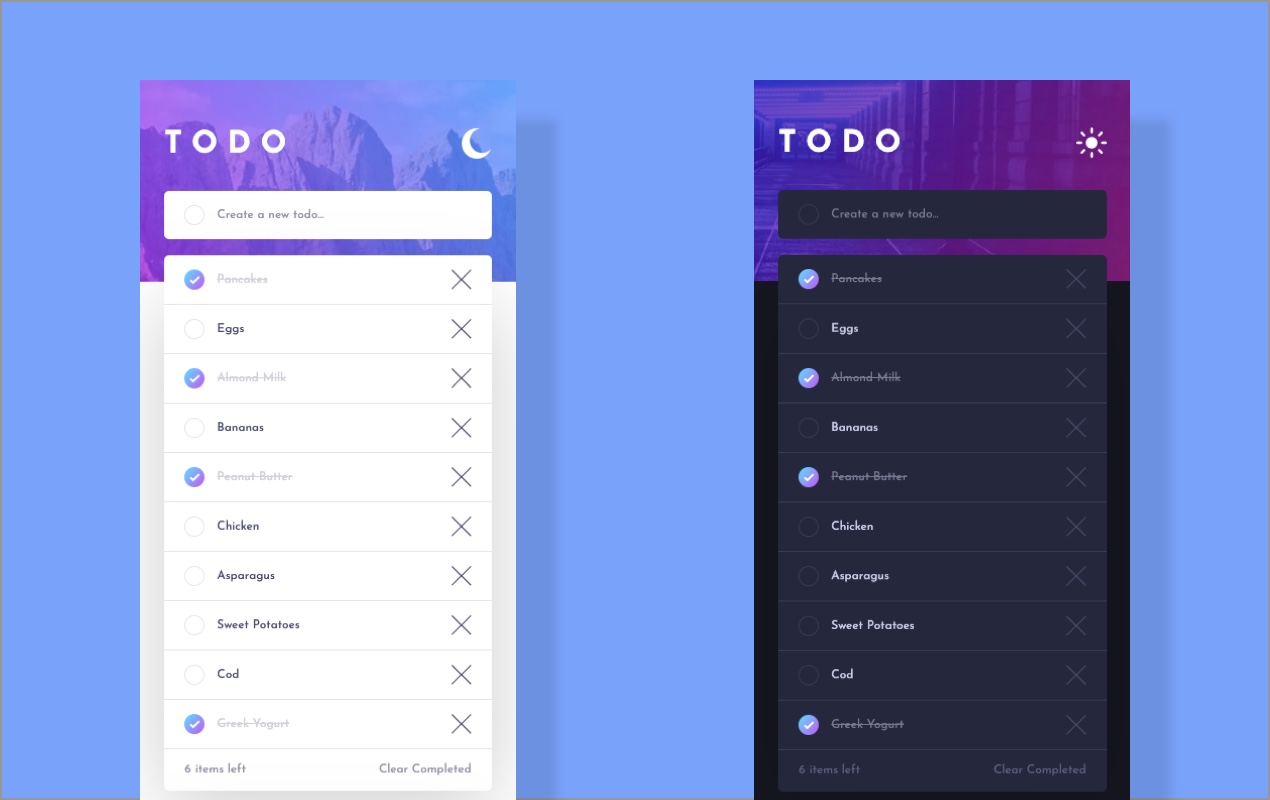 TODO
Create a new todo...
Pancakes
Eggs
Almond Milk
Bananas
Peanut Butter
Chicken
Asparagus
Sweet Potatoes
Cod
Greek Yogurt
6 items left Clear Completed
TODO
Create a new todo...
Pancakes
Eggs
Almond Milk
Bananas
Peanut Butter
Chicken
Asparagus
Sweet Potatoes
Cod
Greek Yogurt
6 items left Clear Completed